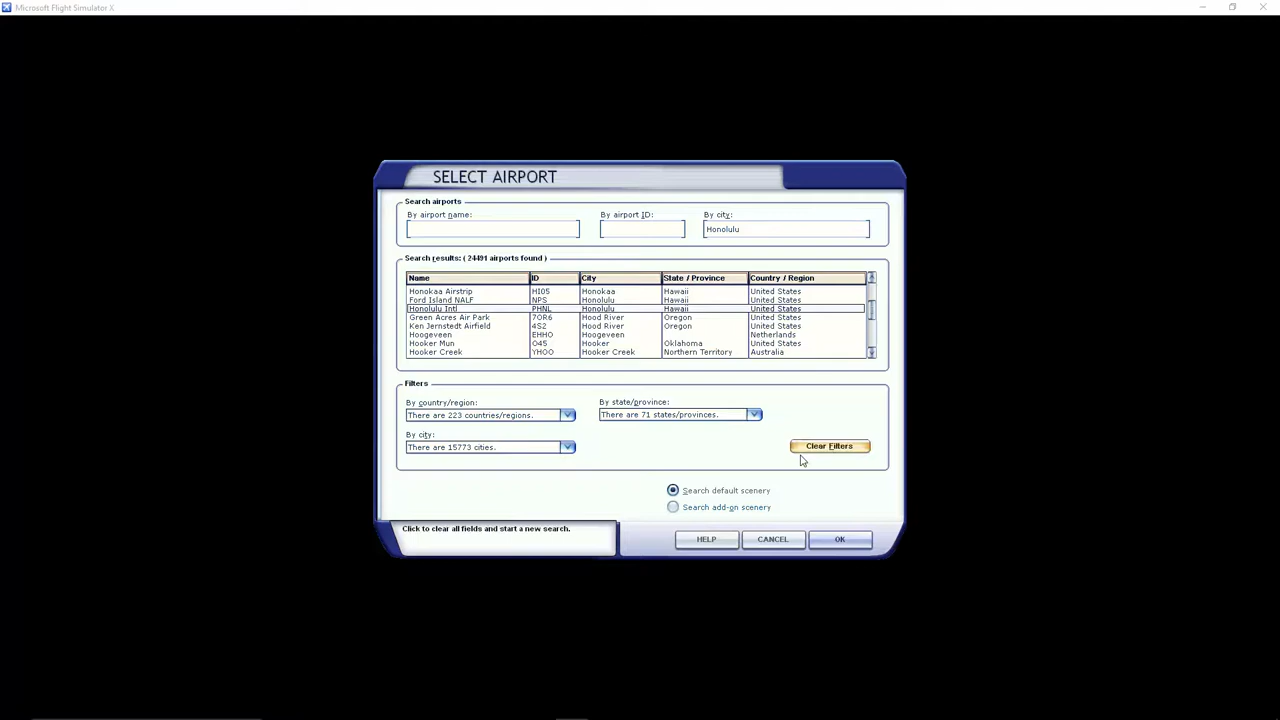 Microsoft Flight Simulator X
SELECT AIRPORT
Search airports
By airport name: By airport ID: By city:
Honolulu
Search results: ( 24491 airports found )
Name ID City State / Province Country / Region
Honokaa Airstrip HI05 Honokaa Hawaii United States
Ford Island NALF NPS Honolulu Hawaii United States
Honolulu Intl PHNL Honolulu Hawaii United States
Green Acres Air Park 7OR6 Hood River Oregon United States
Ken Jernstedt Airfield 4S2 Hood River Oregon United States
Hoogeveen EHHO Hoogeveen Netherlands
Hooker Mun O45 Hooker Oklahoma United States
Hooker Creek YHOO Hooker Creek Northern Territory Australia
Filters
By country/region: By state/province:
There are 223 countries/regions. There are 71 states/provinces.
By city:
There are 15773 cities. Clear Filters
Search default scenery
Search add-on scenery
Click to clear all fields and start a new search.
HELP CANCEL OK